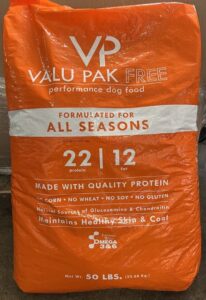 VP
VALU PAK FREE
performance dog food
FORMULATED FOR
ALL SEASONS
22 | 12
protein fat
MADE WITH QUALITY PROTEIN
NO CORN • NO WHEAT • NO SOY • NO GLUTEN
Natural Sources of Glucosamine & Chondroitin
Maintains Healthy Skin & Coat
OMEGA
3&6
Net Wt. 50 LBS.